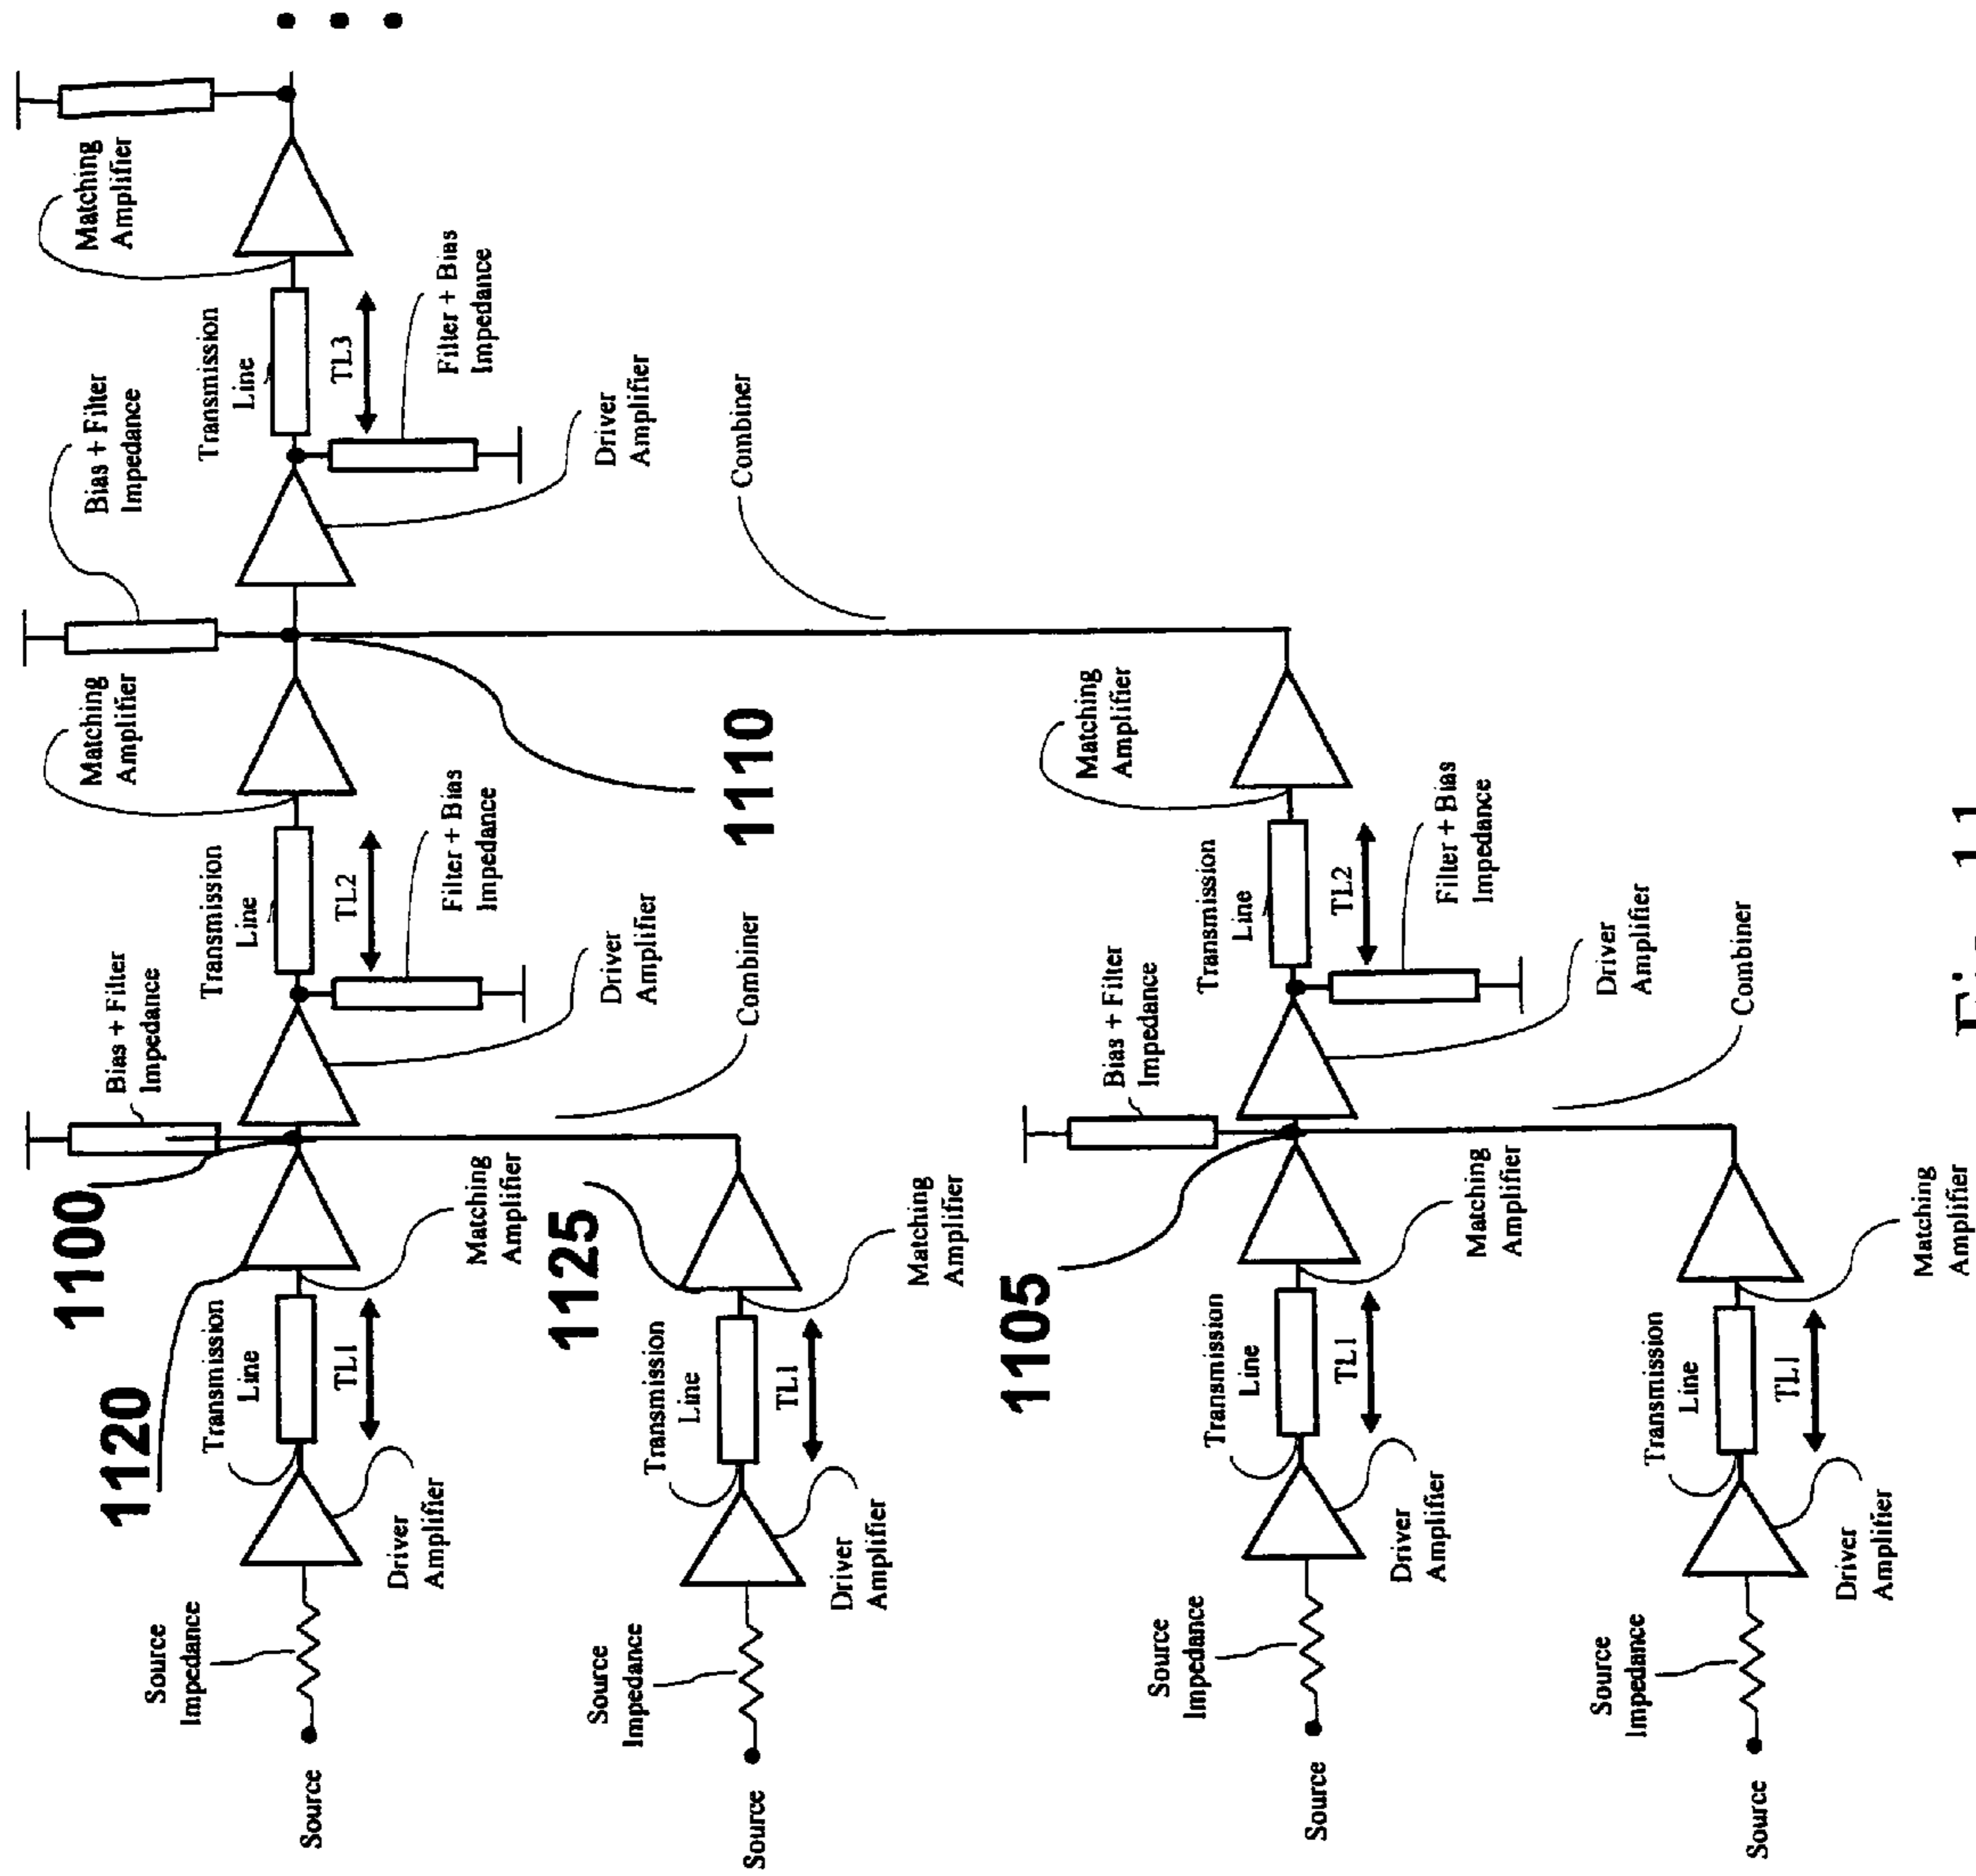 1120
1100
Bias + Filter
Impedance
Matching
Amplifier
Bias + Filter
Impedance
Matching
Amplifier
Source
Impedance
Transmission
Line
TL1
Transmission
Line
TL2
Transmission
Line
TL3
Source
Driver
Amplifier
Matching
Amplifier
Filter + Bias
Impedance
Filter + Bias
Impedance
1125
Driver
Amplifier
Driver
Amplifier
Source
Impedance
Transmission
Line
TL1
Combiner
1110
Combiner
Source
Driver
Amplifier
Matching
Amplifier
1105
Bias + Filter
Impedance
Matching
Amplifier
Source
Impedance
Transmission
Line
TL1
Transmission
Line
TL2
Source
Driver
Amplifier
Matching
Amplifier
Filter + Bias
Impedance
Driver
Amplifier
Source
Impedance
Transmission
Line
TL1
Combiner
Source
Driver
Amplifier
Matching
Amplifier
Fig. 11